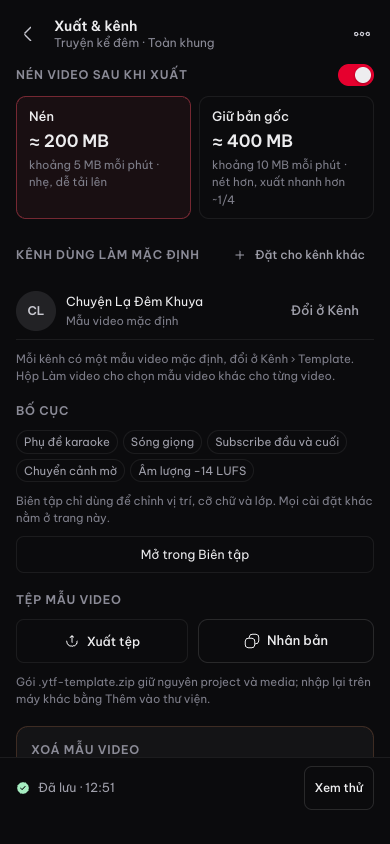 Xuất & kênh
Truyện kể đêm · Toàn khung
NÉN VIDEO SAU KHI XUẤT
Nén
≈ 200 MB
khoảng 5 MB mỗi phút ·
nhẹ, dễ tải lên
Giữ bản gốc
≈ 400 MB
khoảng 10 MB mỗi phút ·
nét hơn, xuất nhanh hơn
~1/4
KÊNH DÙNG LÀM MẶC ĐỊNH
+ Đặt cho kênh khác
CL
Chuyện Lạ Đêm Khuya
Mẫu video mặc định
Đổi ở Kênh
Mỗi kênh có một mẫu video mặc định, đổi ở Kênh › Template.
Hộp Làm video cho chọn mẫu video khác cho từng video.
BỐ CỤC
Phụ đề karaoke
Sóng giọng
Subscribe đầu và cuối
Chuyển cảnh mờ
Âm lượng −14 LUFS
Biên tập chỉ dùng để chỉnh vị trí, cỡ chữ và lớp. Mọi cài đặt khác
nằm ở trang này.
Mở trong Biên tập
TỆP MẪU VIDEO
Xuất tệp
Nhân bản
Gói .ytf-template.zip giữ nguyên project và media; nhập lại trên
máy khác bằng Thêm vào thư viện.
XOÁ MẪU VIDEO
Đã lưu · 12:51
Xem thử